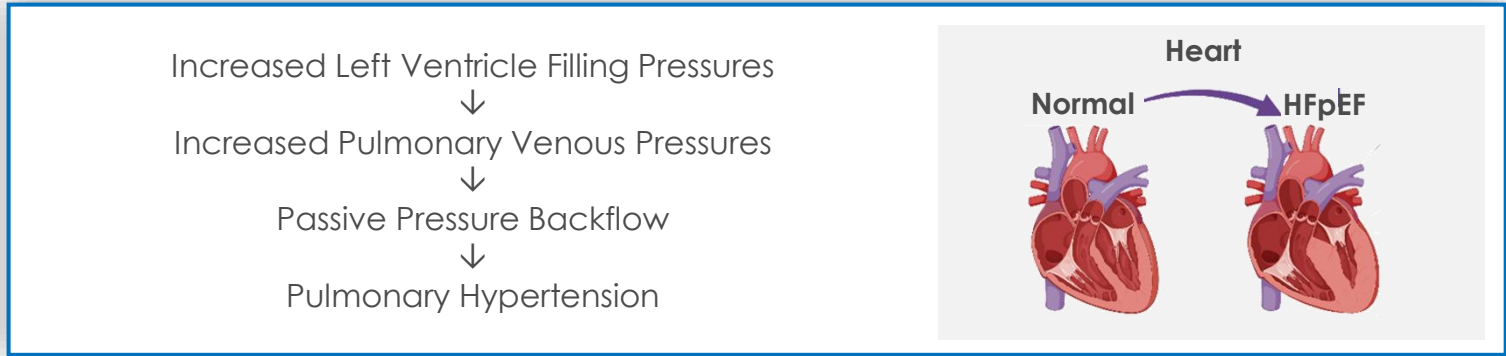 Increased Left Ventricle Filling Pressures
↓
Increased Pulmonary Venous Pressures
↓
Passive Pressure Backflow
↓
Pulmonary Hypertension
Heart
Normal HFpEF